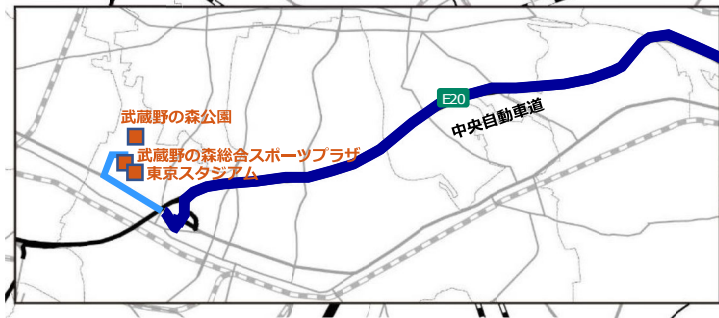 E20
中央自動車道
武蔵野の森公園
武蔵野の森総合スポーツプラザ
東京スタジアム